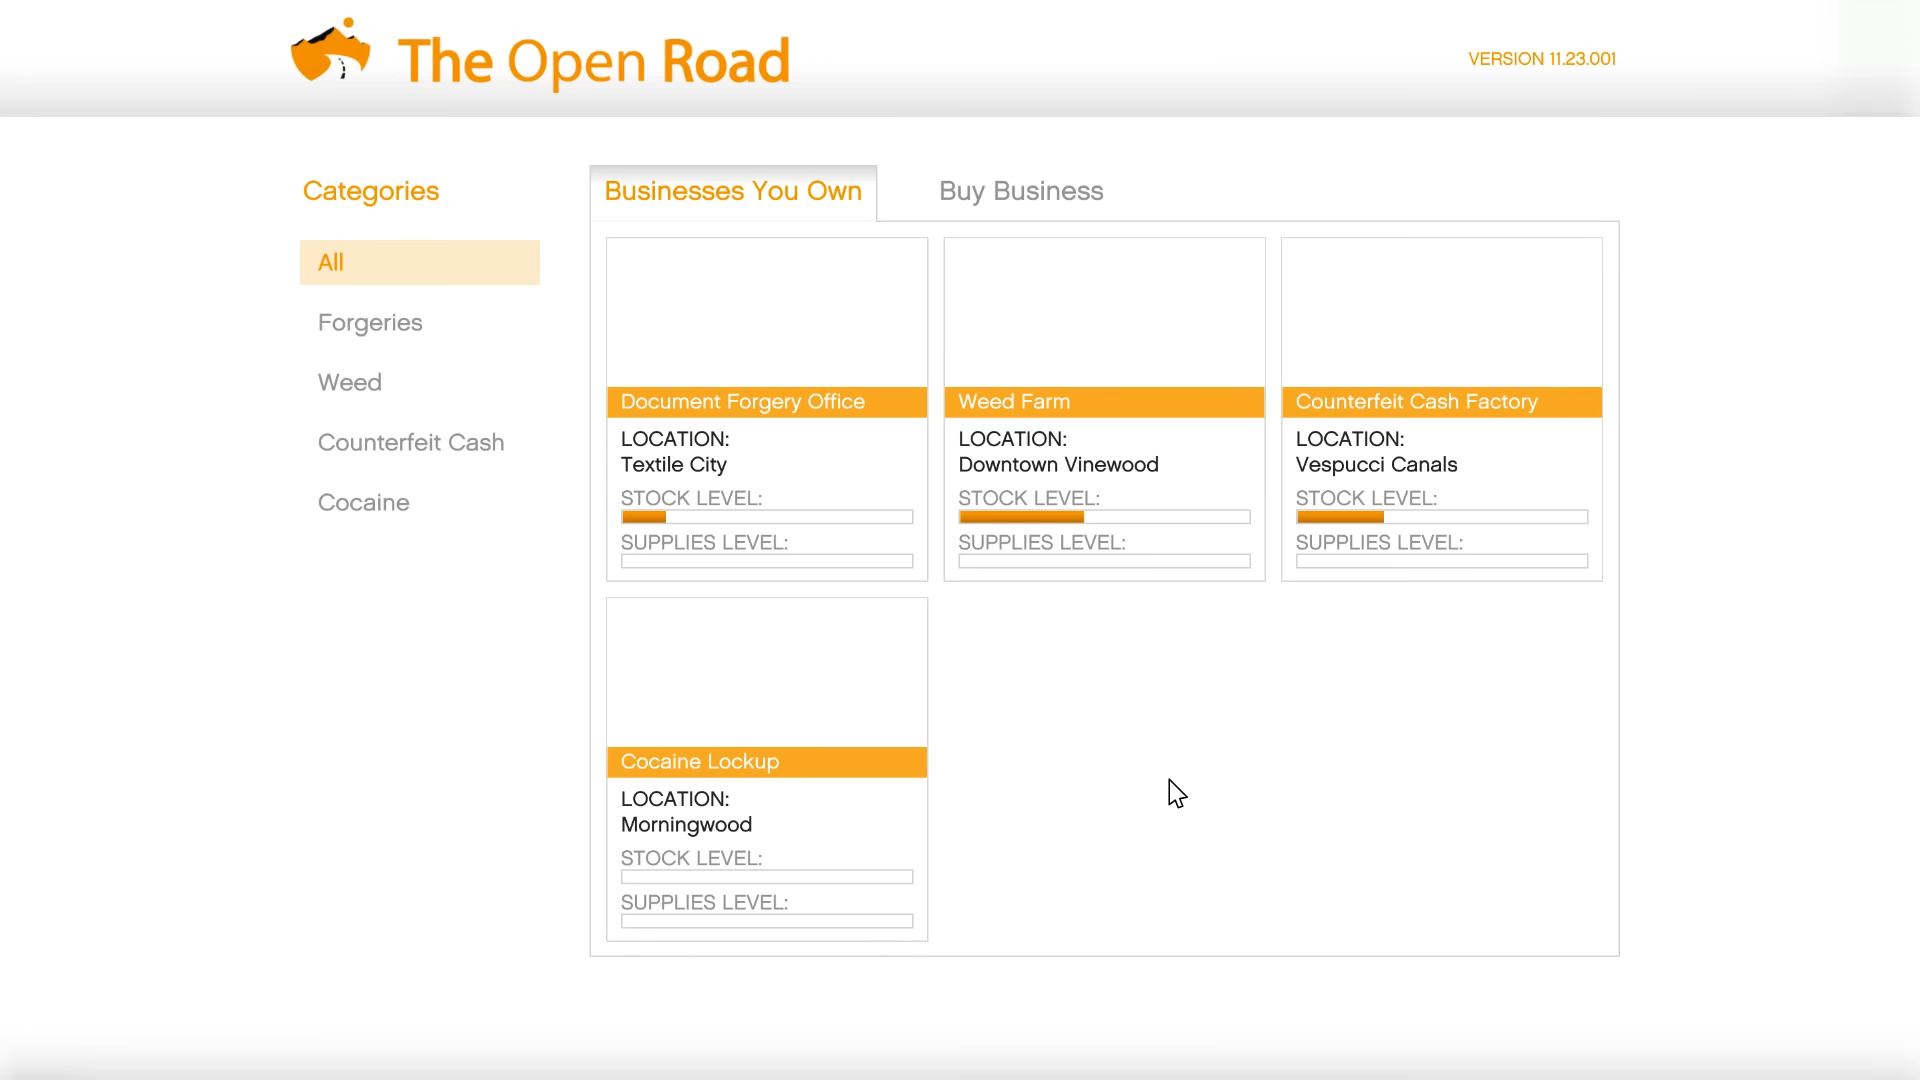 The Open Road
VERSION 11.23.001
Categories
All
Forgeries
Weed
Counterfeit Cash
Cocaine
Businesses You Own
Buy Business
Document Forgery Office
LOCATION:
Textile City
STOCK LEVEL:
SUPPLIES LEVEL:
Weed Farm
LOCATION:
Downtown Vinewood
STOCK LEVEL:
SUPPLIES LEVEL:
Counterfeit Cash Factory
LOCATION:
Vespucci Canals
STOCK LEVEL:
SUPPLIES LEVEL:
Cocaine Lockup
LOCATION:
Morningwood
STOCK LEVEL:
SUPPLIES LEVEL: